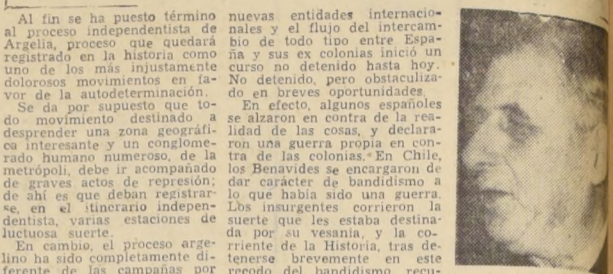 Al fin se ha puesto término
al proceso independentista de
Argelia, proceso que quedará
registrado en la historia como
uno de los más injustamente
dolorosos movimientos en fa-
vor de la autodeterminación.
Se da por supuesto que to-
do movimiento destinado a
desprender una zona geográfi-
ca interesante y un conglome-
rado humano numeroso, de la
metrópoli, debe ir acompañado
de graves actos de represión;
de ahí es que deban registrar-
se, en el itinerario indepen-
dentista, varias estaciones de
luctuosa suerte.
En cambio, el proceso arge-
lino ha sido completamente di-
ferente de las campañas por
nuevas entidades internacio-
nales y el flujo del intercam-
bio de todo tipo entre Espa-
ña y sus ex colonias inició un
curso no detenido hasta hoy.
No detenido, pero obstaculiza-
do en breves oportunidades.
En efecto, algunos españoles
se alzaron en contra de la rea-
lidad de las cosas, y declara-
ron una guerra propia en con-
tra de las colonias. En Chile,
los Benavides se encargaron de
dar carácter de bandidismo a
lo que había sido una guerra.
Los insurgentes corrieron la
suerte que les estaba destina-
da por su vesanía, y la co-
rriente de la Historia, tras de-
tenerse brevemente en este
recodo del bandidismo, recu-